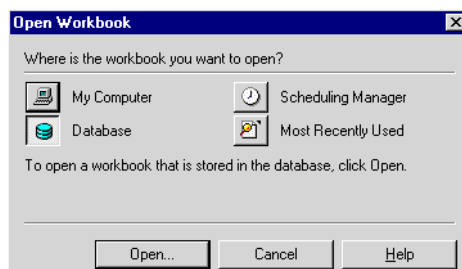 Open Workbook
Where is the workbook you want to open?
My Computer Scheduling Manager
Database Most Recently Used
To open a workbook that is stored in the database, click Open.
Open... Cancel Help